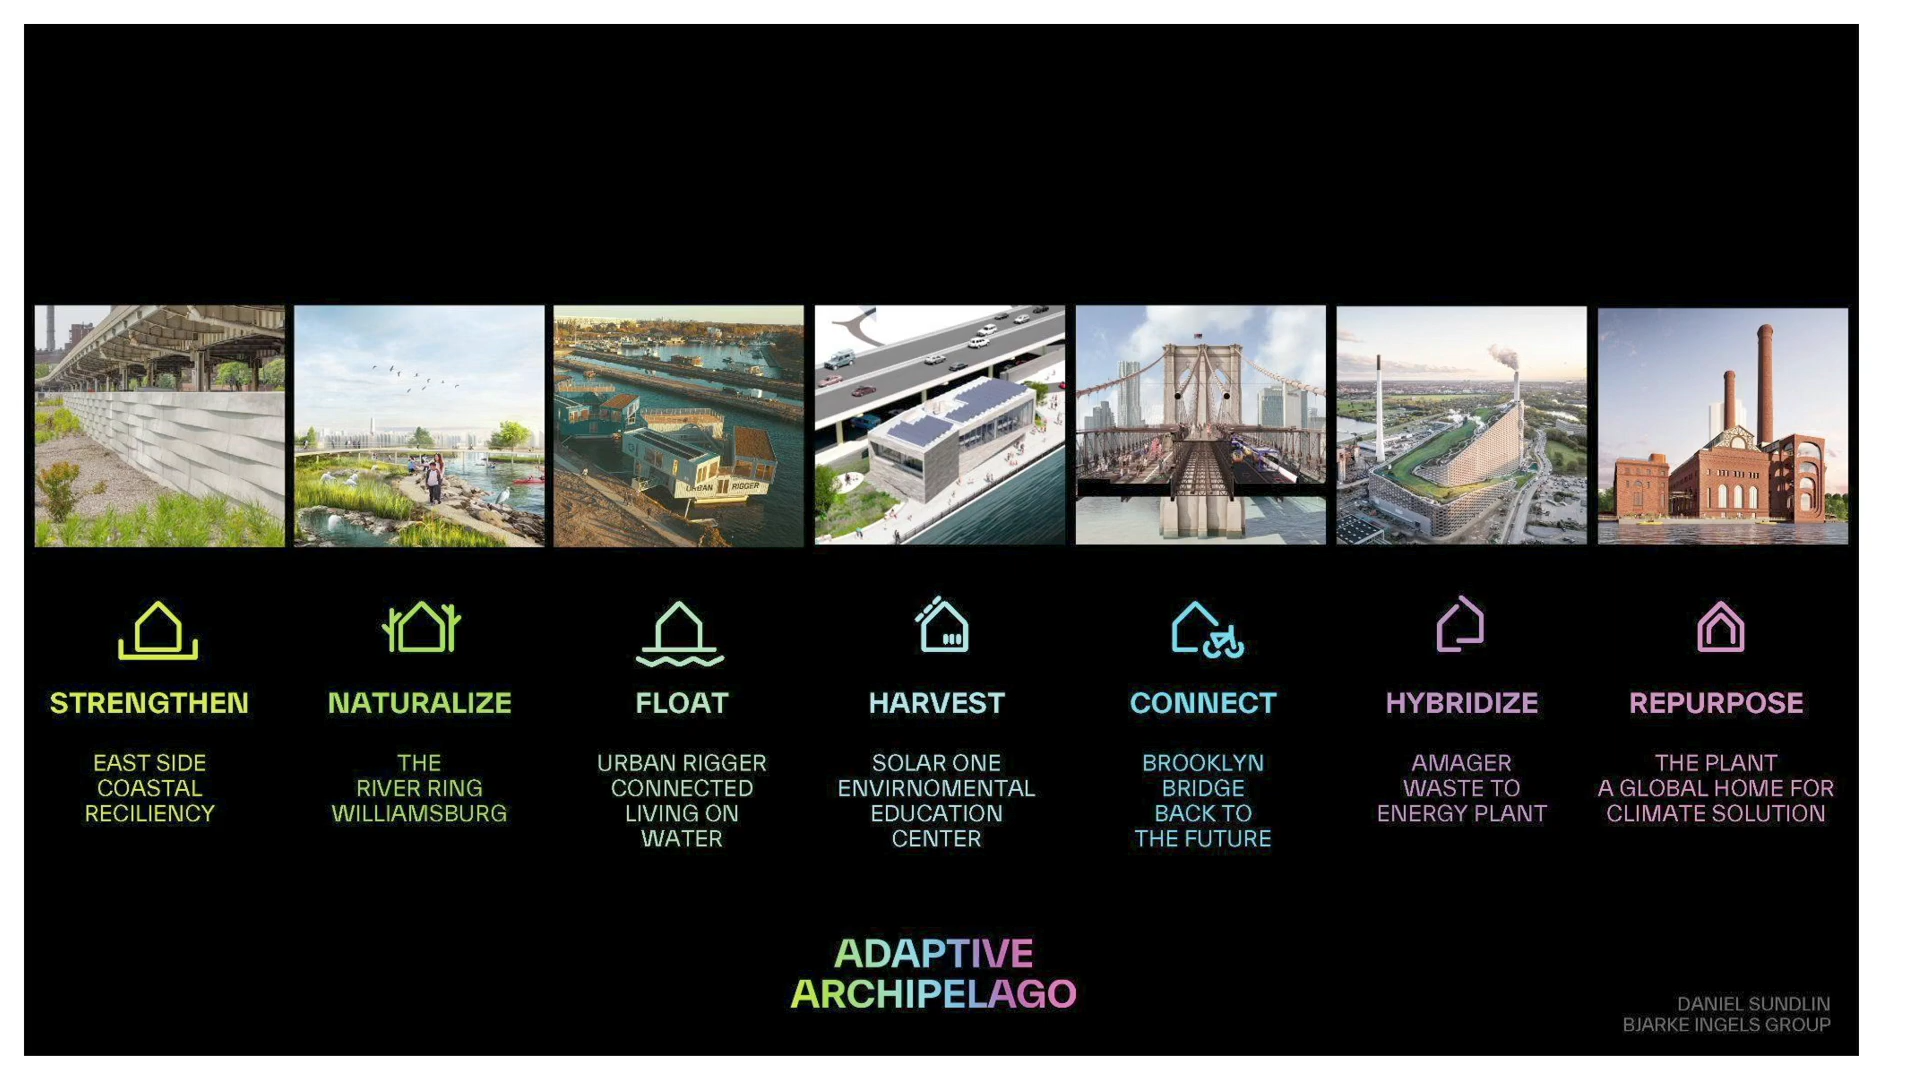 URBAN RIGGER
STRENGTHEN
EAST SIDE
COASTAL
RECILIENCY
NATURALIZE
THE
RIVER RING
WILLIAMSBURG
FLOAT
URBAN RIGGER
CONNECTED
LIVING ON
WATER
HARVEST
SOLAR ONE
ENVIRNOMENTAL
EDUCATION
CENTER
CONNECT
BROOKLYN
BRIDGE
BACK TO
THE FUTURE
HYBRIDIZE
AMAGER
WASTE TO
ENERGY PLANT
REPURPOSE
THE PLANT
A GLOBAL HOME FOR
CLIMATE SOLUTION
ADAPTIVE
ARCHIPELAGO
DANIEL SUNDLIN
BJARKE INGELS GROUP